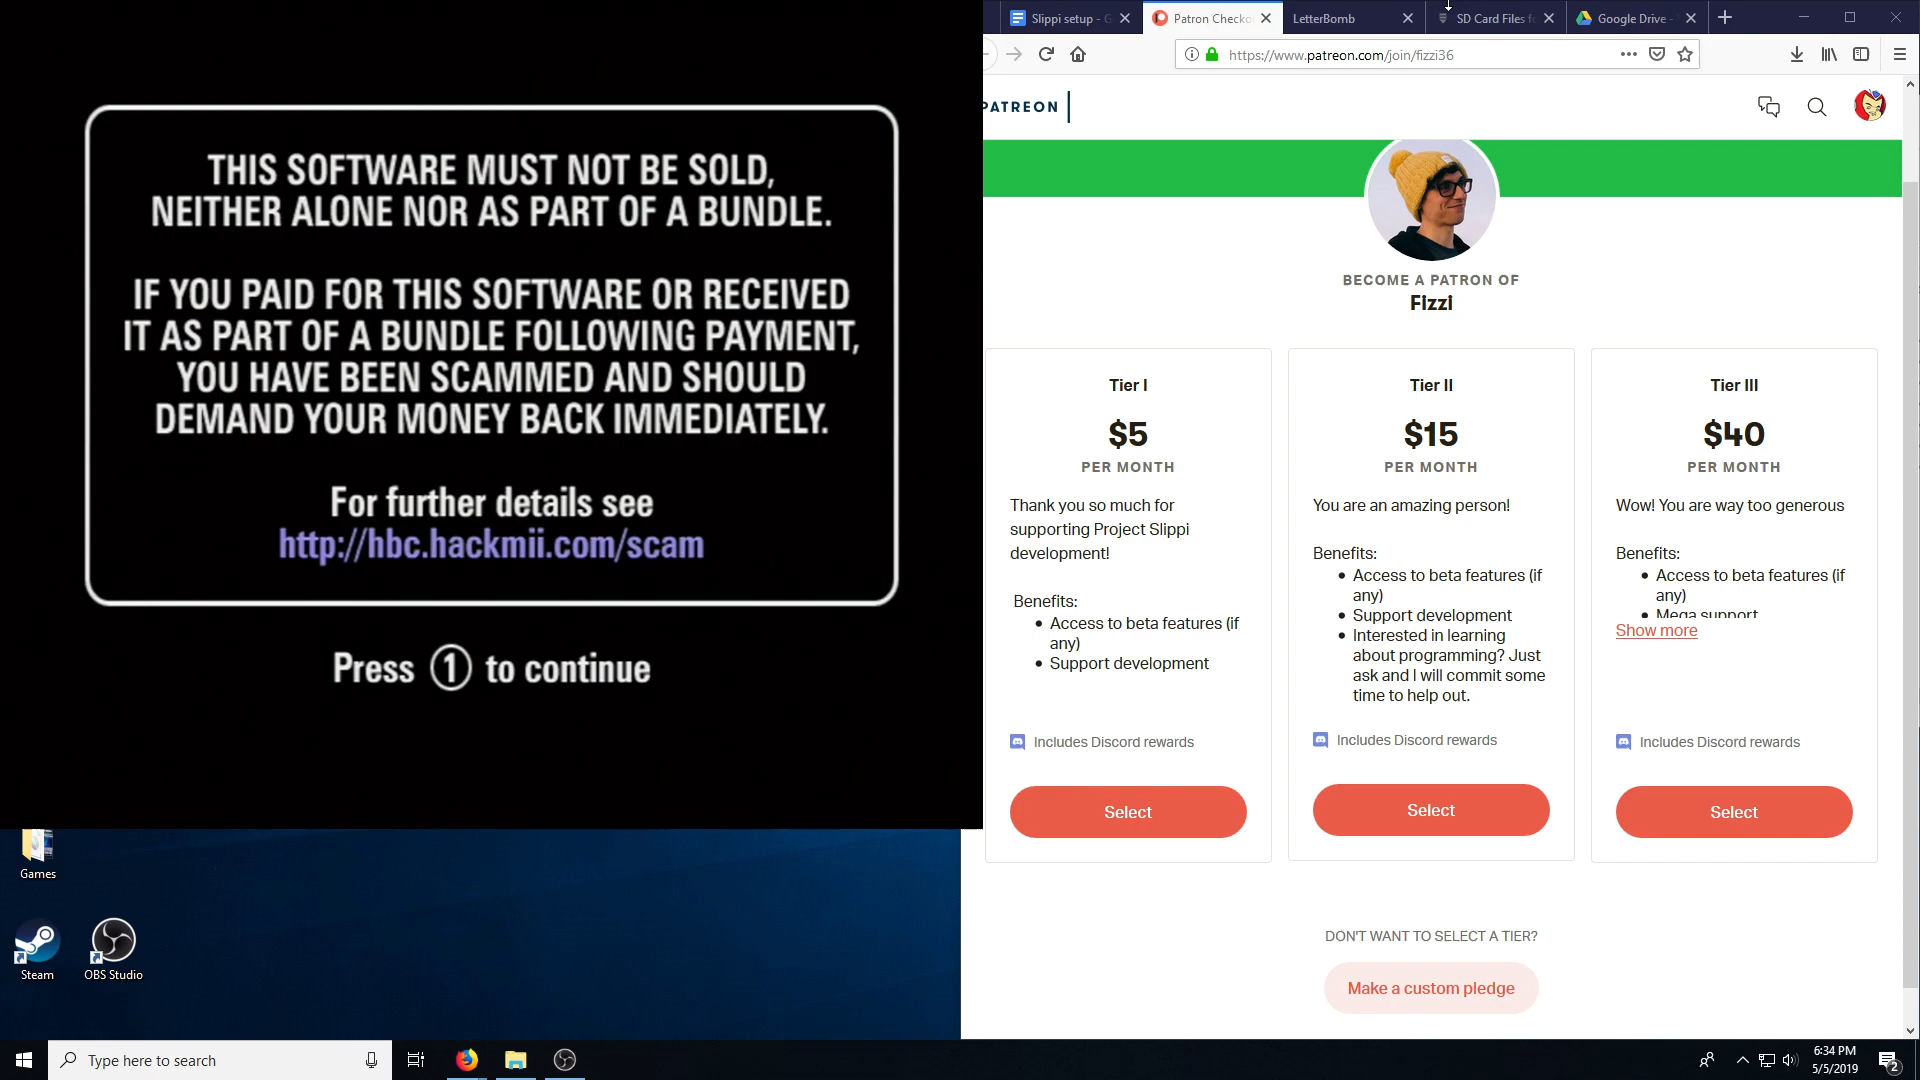 THIS SOFTWARE MUST NOT BE SOLD,
NEITHER ALONE NOR AS PART OF A BUNDLE.
IF YOU PAID FOR THIS SOFTWARE OR RECEIVED
IT AS PART OF A BUNDLE FOLLOWING PAYMENT,
YOU HAVE BEEN SCAMMED AND SHOULD
DEMAND YOUR MONEY BACK IMMEDIATELY.
For further details see
http://hbc.hackmii.com/scam
Press 1 to continue
Games
Steam
OBS Studio
Slippi setup - G
Patron Checko
LetterBomb
SD Card Files f
Google Drive -
https://www.patreon.com/join/fizzi36
PATREON
BECOME A PATRON OF
Fizzi
Tier I
$5
PER MONTH
Thank you so much for
supporting Project Slippi
development!
Benefits:
Access to beta features (if
any)
Support development
Includes Discord rewards
Select
Tier II
$15
PER MONTH
You are an amazing person!
Benefits:
Access to beta features (if
any)
Support development
Interested in learning
about programming? Just
ask and I will commit some
time to help out.
Includes Discord rewards
Select
Tier III
$40
PER MONTH
Wow! You are way too generous
Benefits:
Access to beta features (if
any)
Mega support
Show more
Includes Discord rewards
Select
DON'T WANT TO SELECT A TIER?
Make a custom pledge
Type here to search
6:34 PM
5/5/2019
2